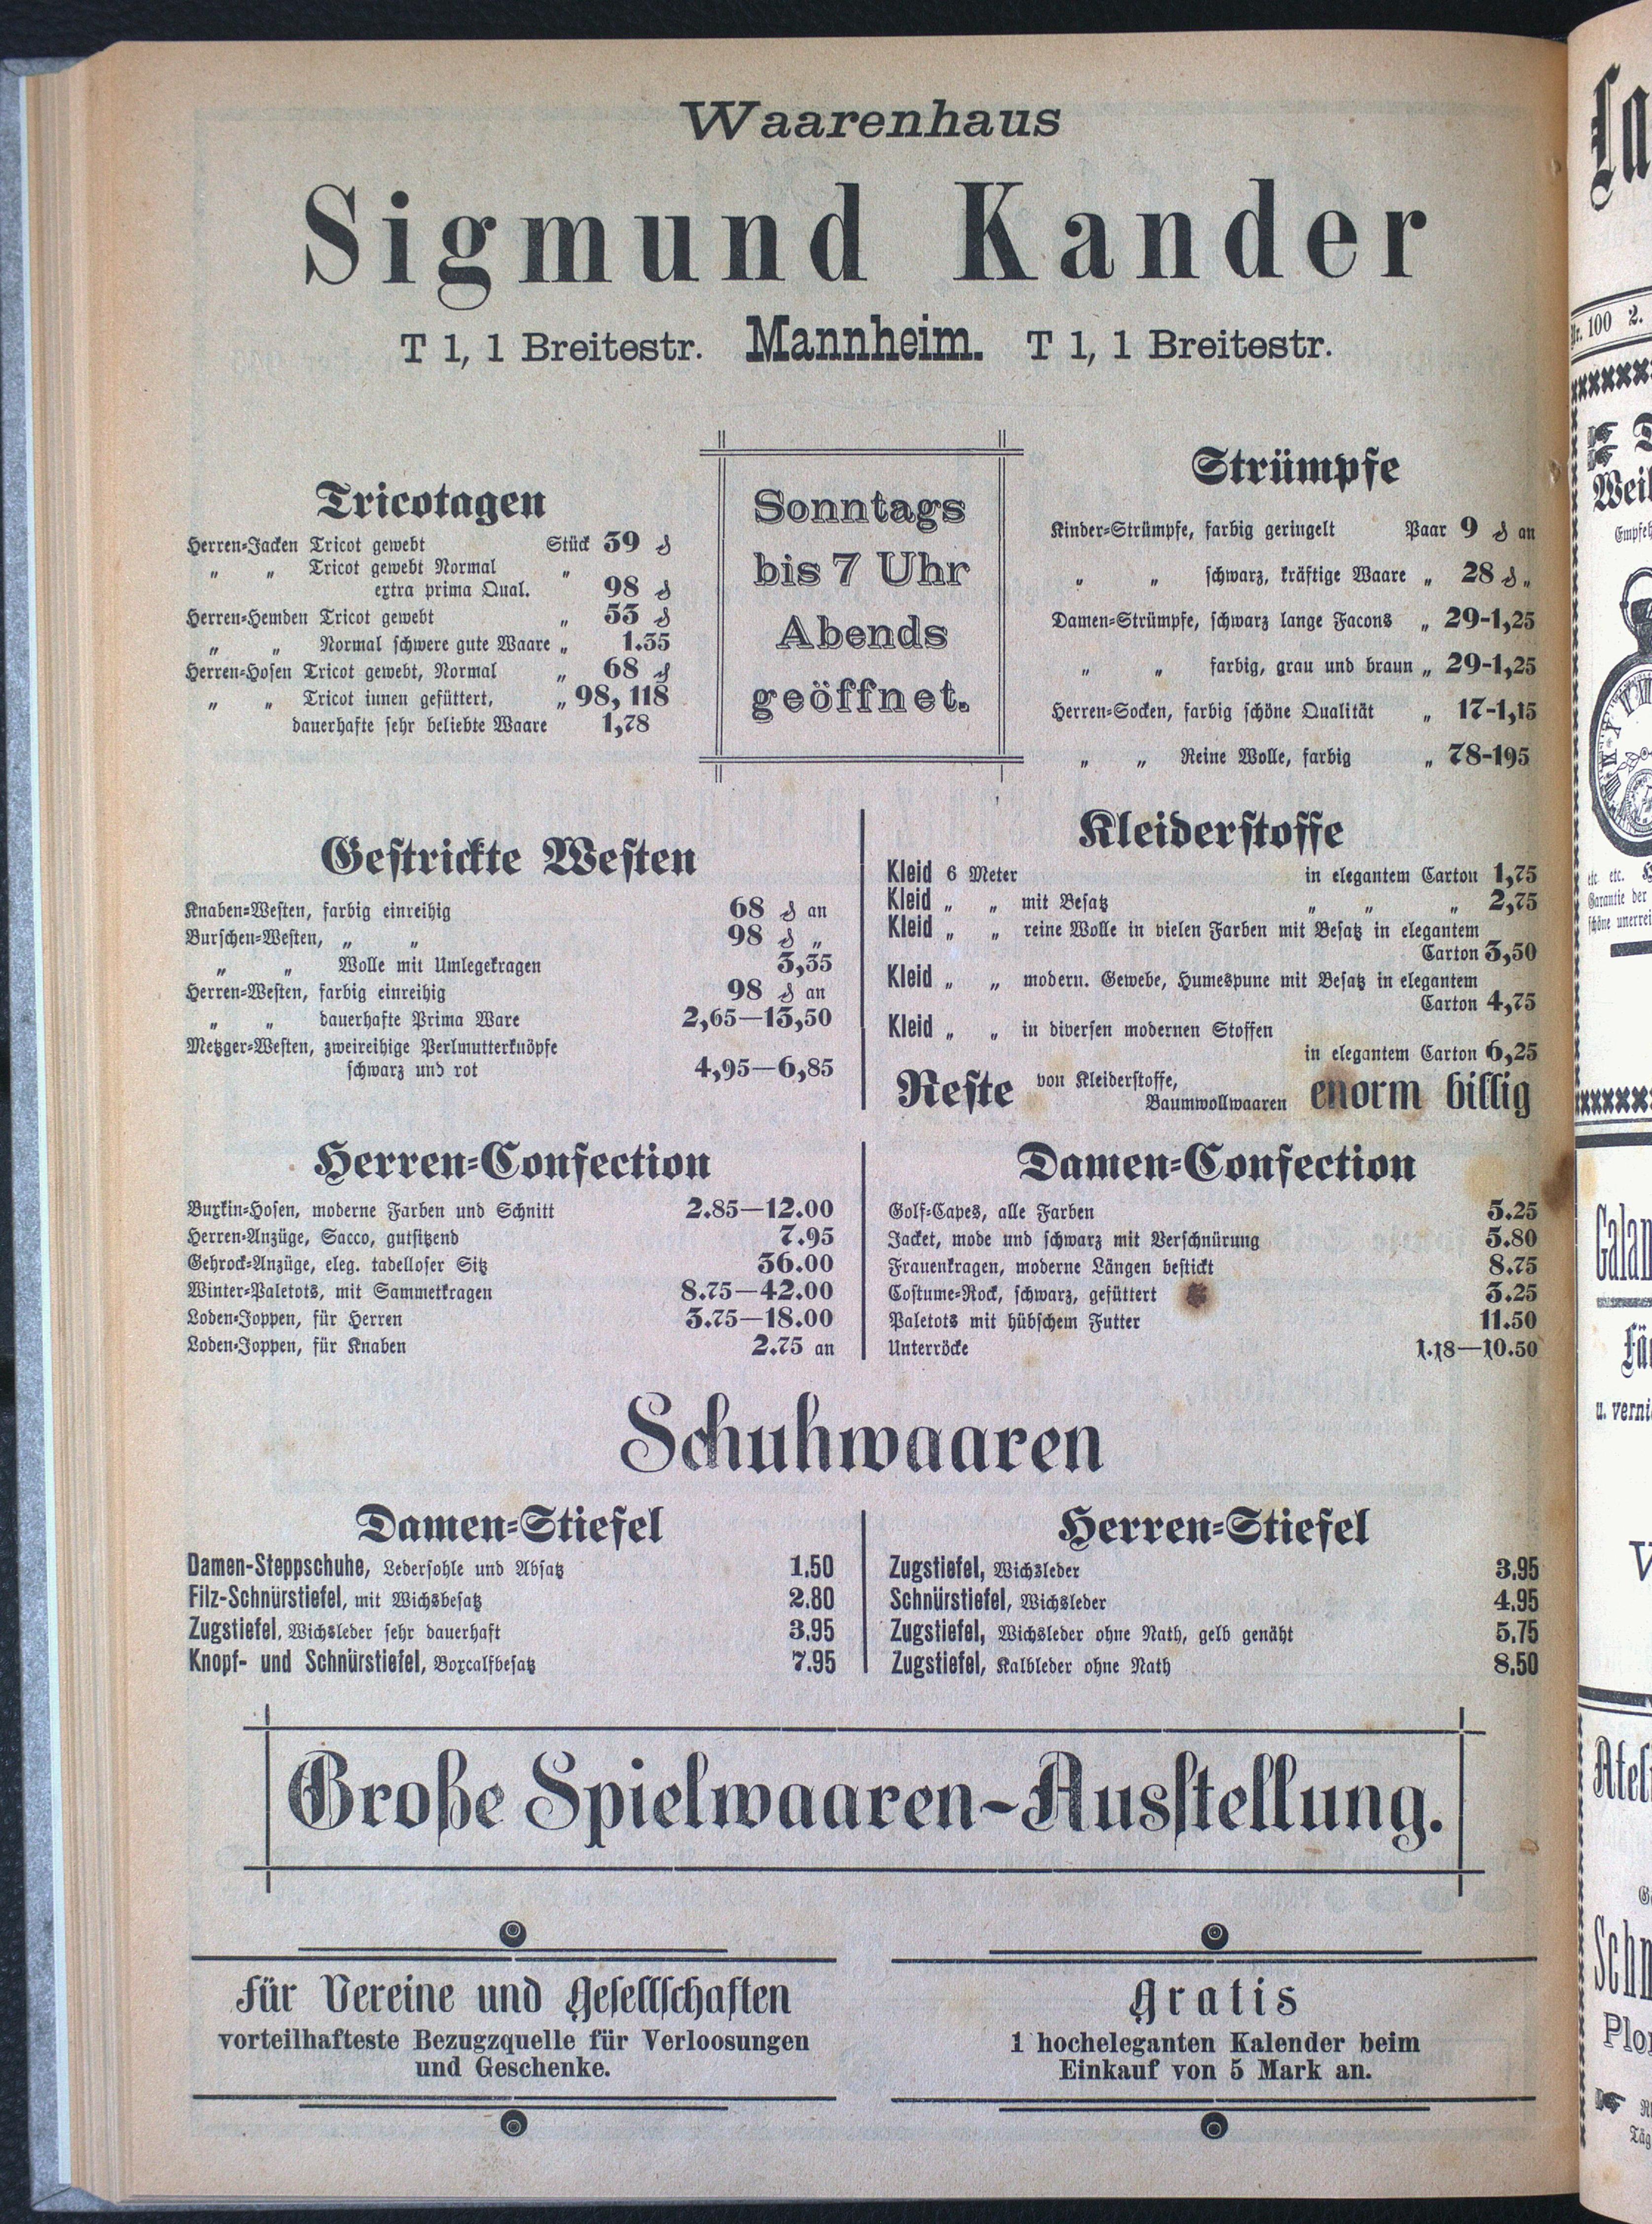 Waarenhaus
Sigmund Kander
T 1, 1 Breitestr. Mannheim. T 1, 1 Breitestr.
Tricotagen
Herren-Jacken Tricot gewebt Stück 39 ₰
„ „ Tricot gewebt Normal „
extra prima Qual. 98 ₰
Herren-Hemden Tricot gewebt „ 53 ₰
„ „ Normal schwere gute Waare „ 1.35
Herren-Hosen Tricot gewebt, Normal „ 68 ₰
„ „ Tricot innen gefüttert, „ 98, 118
dauerhafte sehr beliebte Waare 1,78
Sonntags
bis 7 Uhr
Abends
geöffnet.
Strümpfe
Kinder-Strümpfe, farbig geringelt Paar 9 ₰ an
„ „ schwarz, kräftige Waare „ 28 ₰ „
Damen-Strümpfe, schwarz lange Facons „ 29-1,25
„ „ farbig, grau und braun „ 29-1,25
Herren-Socken, farbig schöne Qualität „ 17-1,15
„ „ Reine Wolle, farbig „ 78-195
Gestrickte Westen
Knaben-Westen, farbig einreihig 68 ₰ an
Burschen-Westen, „ „ 98 ₰ „
„ „ Wolle mit Umlegekragen 3,35
Herren-Westen, farbig einreihig 98 ₰ an
„ „ dauerhafte Prima Ware 2,65—13,50
Metzger-Westen, zweireihige Perlmutterknöpfe
schwarz und rot 4,95—6,85
Kleiderstoffe
Kleid 6 Meter in elegantem Carton 1,75
Kleid „ „ mit Besatz „ „ „ 2,75
Kleid „ „ reine Wolle in vielen Farben mit Besatz in elegantem
Carton 3,50
Kleid „ „ modern. Gewebe, Humespune mit Besatz in elegantem
Carton 4,75
Kleid „ „ in diversen modernen Stoffen
in elegantem Carton 6,25
Reste von Kleiderstoffe,
Baumwollwaaren enorm billig
Herren-Confection
Buxkin-Hosen, moderne Farben und Schnitt 2.85—12.00
Herren-Anzüge, Sacco, gutsitzend 7.95
Gehrock-Anzüge, eleg. tadelloser Sitz 36.00
Winter-Paletots, mit Sammetkragen 8.75—42.00
Loden-Joppen, für Herren 3.75—18.00
Loden-Joppen, für Knaben 2.75 an
Damen-Confection
Golf-Capes, alle Farben 5.25
Jacket, mode und schwarz mit Verschnürung 3.80
Frauenkragen, moderne Längen bestickt 8.75
Costume-Rock, schwarz, gefüttert 3.25
Paletots mit hübschem Futter 11.50
Unterröcke 1.18—10.50
Schuhwaaren
Damen-Stiefel
Damen-Steppschuhe, Ledersohle und Absatz 1.50
Filz-Schnürstiefel, mit Wichsbesatz 2.80
Zugstiefel, Wichsleder sehr dauerhaft 3.95
Knopf- und Schnürstiefel, Boxcalfbesatz 7.95
Herren-Stiefel
Zugstiefel, Wichsleder 3.95
Schnürstiefel, Wichsleder 4.95
Zugstiefel, Wichsleder ohne Nath, gelb genäht 5.75
Zugstiefel, Kalbleder ohne Nath 8.50
Große Spielwaaren-Ausstellung.
Für Vereine und Gesellschaften
vorteilhafteste Bezugzquelle für Verloosungen
und Geschenke.
Gratis
1 hocheleganten Kalender beim
Einkauf von 5 Mark an.
Nr. 100 2.
etc. etc.
Garantie der
u. verni